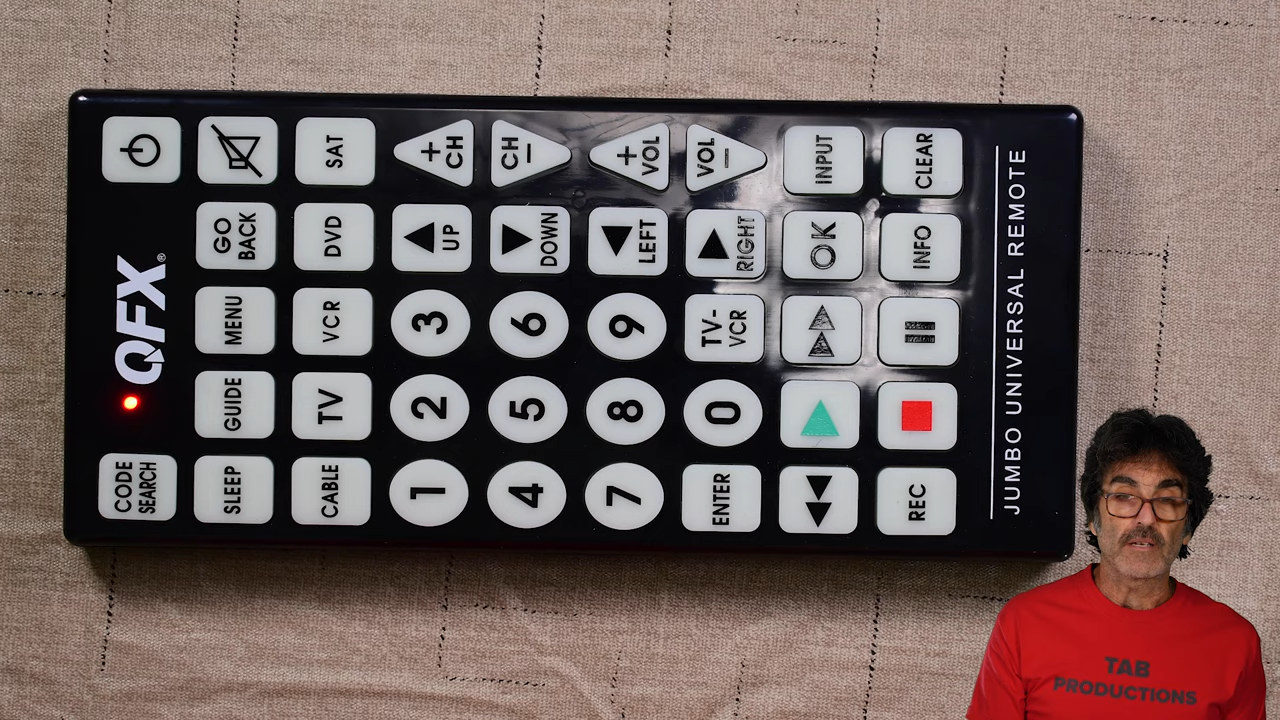 CODE
SEARCH
QFX®
SLEEP
GUIDE
MENU
GO
BACK
CABLE
TV
VCR
DVD
SAT
1
2
3
UP
+
CH
4
5
6
DOWN
CH
–
7
8
9
LEFT
+
VOL
ENTER
0
TV-
VCR
RIGHT
VOL
–
OK
INPUT
REC
INFO
CLEAR
JUMBO UNIVERSAL REMOTE
TAB
PRODUCTIONS